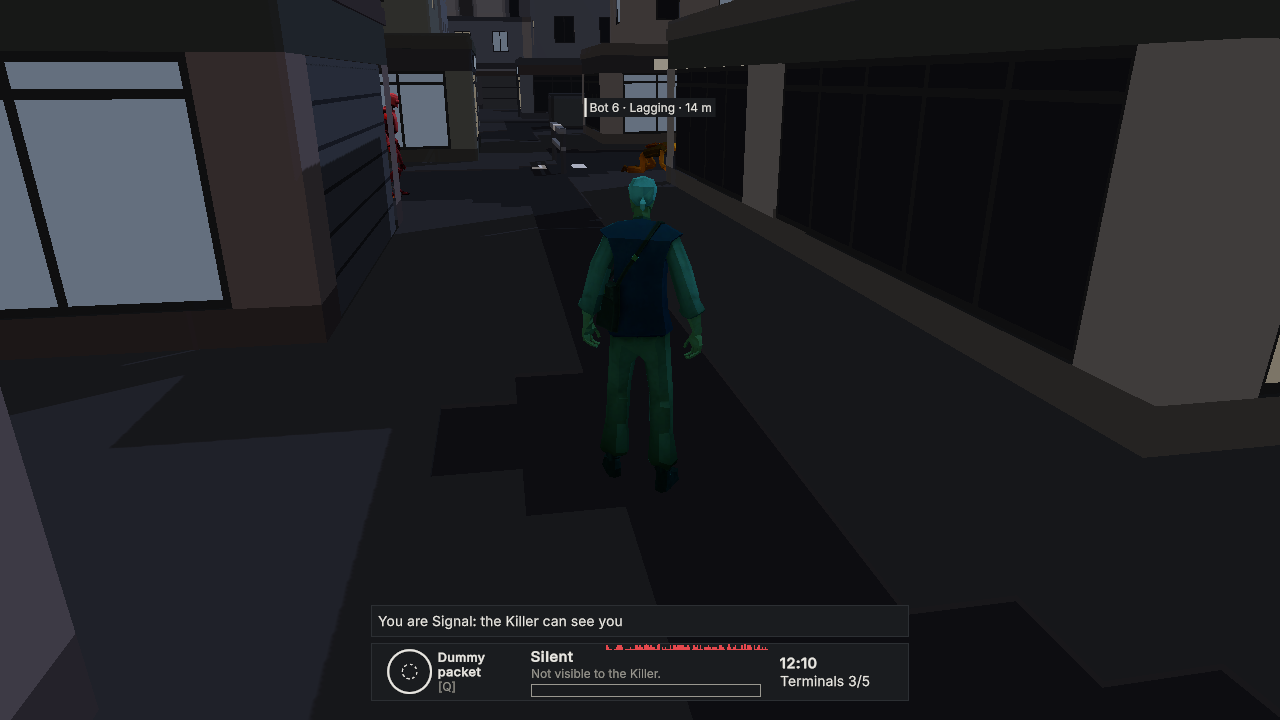 Bot 6 · Lagging · 14 m
You are Signal: the Killer can see you
Dummy packet
[Q]
Silent
Not visible to the Killer.
12:10
Terminals 3/5